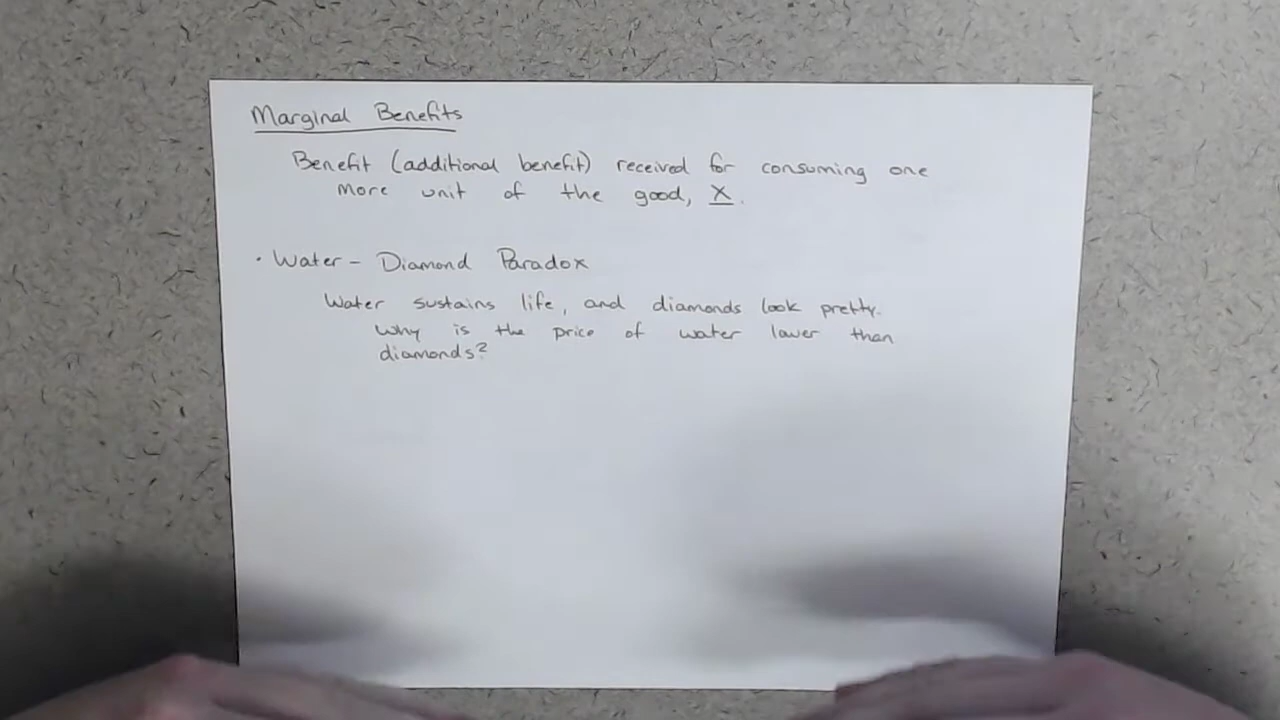 Marginal Benefits
Benefit (additional benefit) received for consuming one
more unit of the good, X.
• Water - Diamond Paradox
Water sustains life, and diamonds look pretty.
Why is the price of water lower than
diamonds?